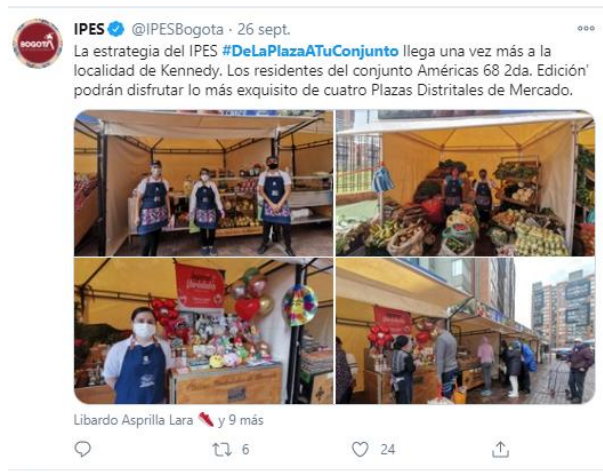 IPES @IPESBogota · 26 sept.
BOGOTÁ
La estrategia del IPES #DeLaPlazaATuConjunto llega una vez más a la
localidad de Kennedy. Los residentes del conjunto Américas 68 2da. Edición'
podrán disfrutar lo más exquisito de cuatro Plazas Distritales de Mercado.
Libardo Asprilla Lara 👠 y 9 más
6
24